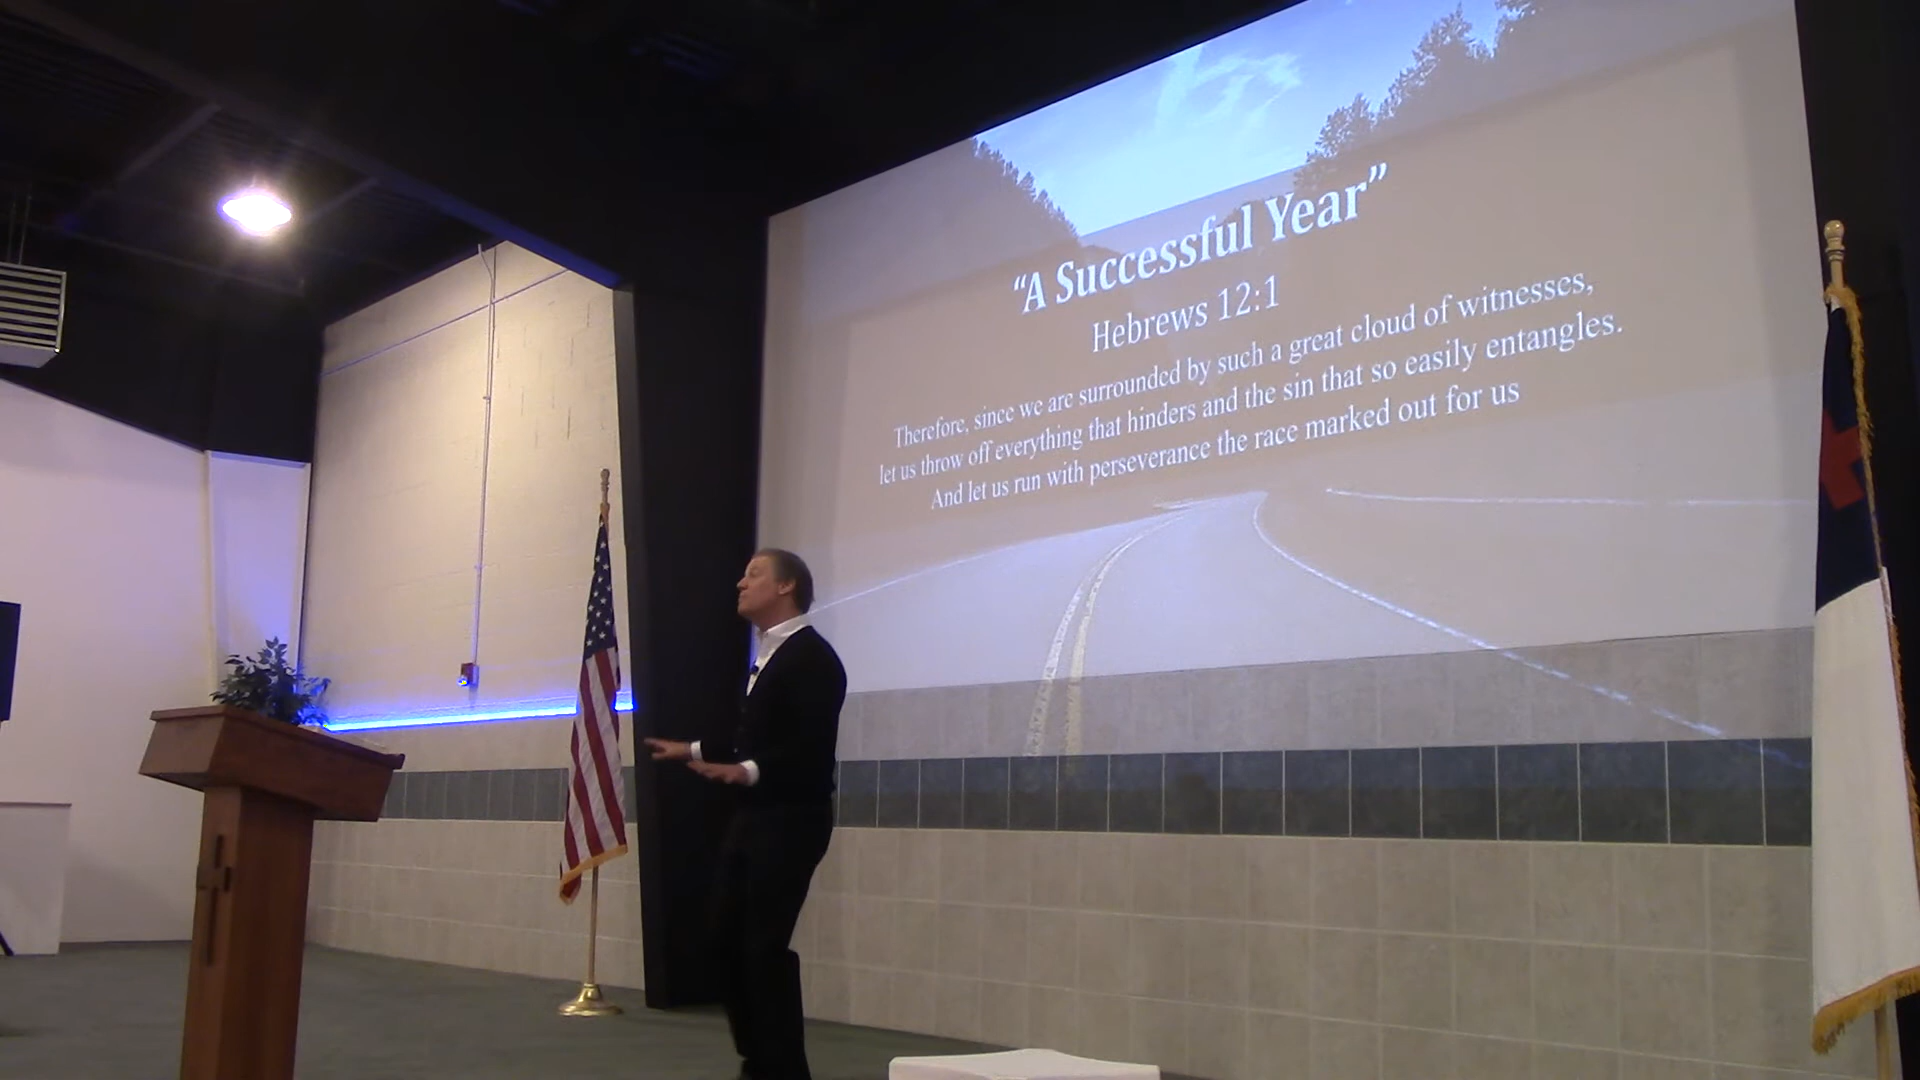 “A Successful Year”
Hebrews 12:1
Therefore, since we are surrounded by such a great cloud of witnesses,
let us throw off everything that hinders and the sin that so easily entangles.
And let us run with perseverance the race marked out for us